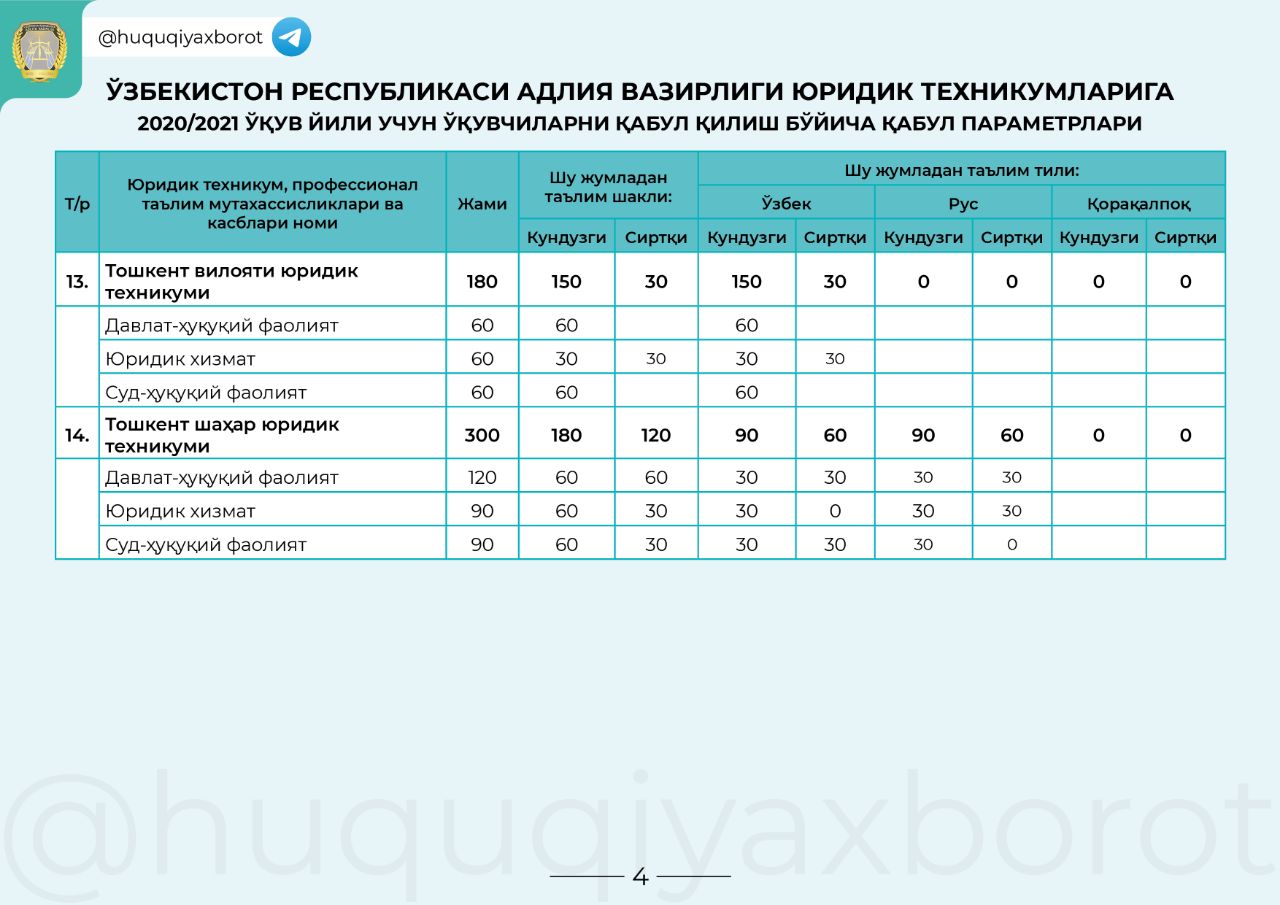 @huquqiyaxborot
ЎЗБЕКИСТОН РЕСПУБЛИКАСИ АДЛИЯ ВАЗИРЛИГИ ЮРИДИК ТЕХНИКУМЛАРИГА
2020/2021 ЎҚУВ ЙИЛИ УЧУН ЎҚУВЧИЛАРНИ ҚАБУЛ ҚИЛИШ БЎЙИЧА ҚАБУЛ ПАРАМЕТРЛАРИ
Т/р
Юридик техникум, профессионал
таълим мутахассисликлари ва
касблари номи
Жами
Шу жумладан
таълим шакли:
Шу жумладан таълим тили:
Ўзбек Рус Қорақалпоқ
Кундузги Сиртқи Кундузги Сиртқи Кундузги Сиртқи Кундузги Сиртқи
13. Тошкент вилояти юридик
техникуми 180 150 30 150 30 0 0 0 0
Давлат-ҳуқуқий фаолият 60 60 60
Юридик хизмат 60 30 30 30 30
Суд-ҳуқуқий фаолият 60 60 60
14. Тошкент шаҳар юридик
техникуми 300 180 120 90 60 90 60 0 0
Давлат-ҳуқуқий фаолият 120 60 60 30 30 30 30
Юридик хизмат 90 60 30 30 0 30 30
Суд-ҳуқуқий фаолият 90 60 30 30 30 30 0
@huquqiyaxborot
4